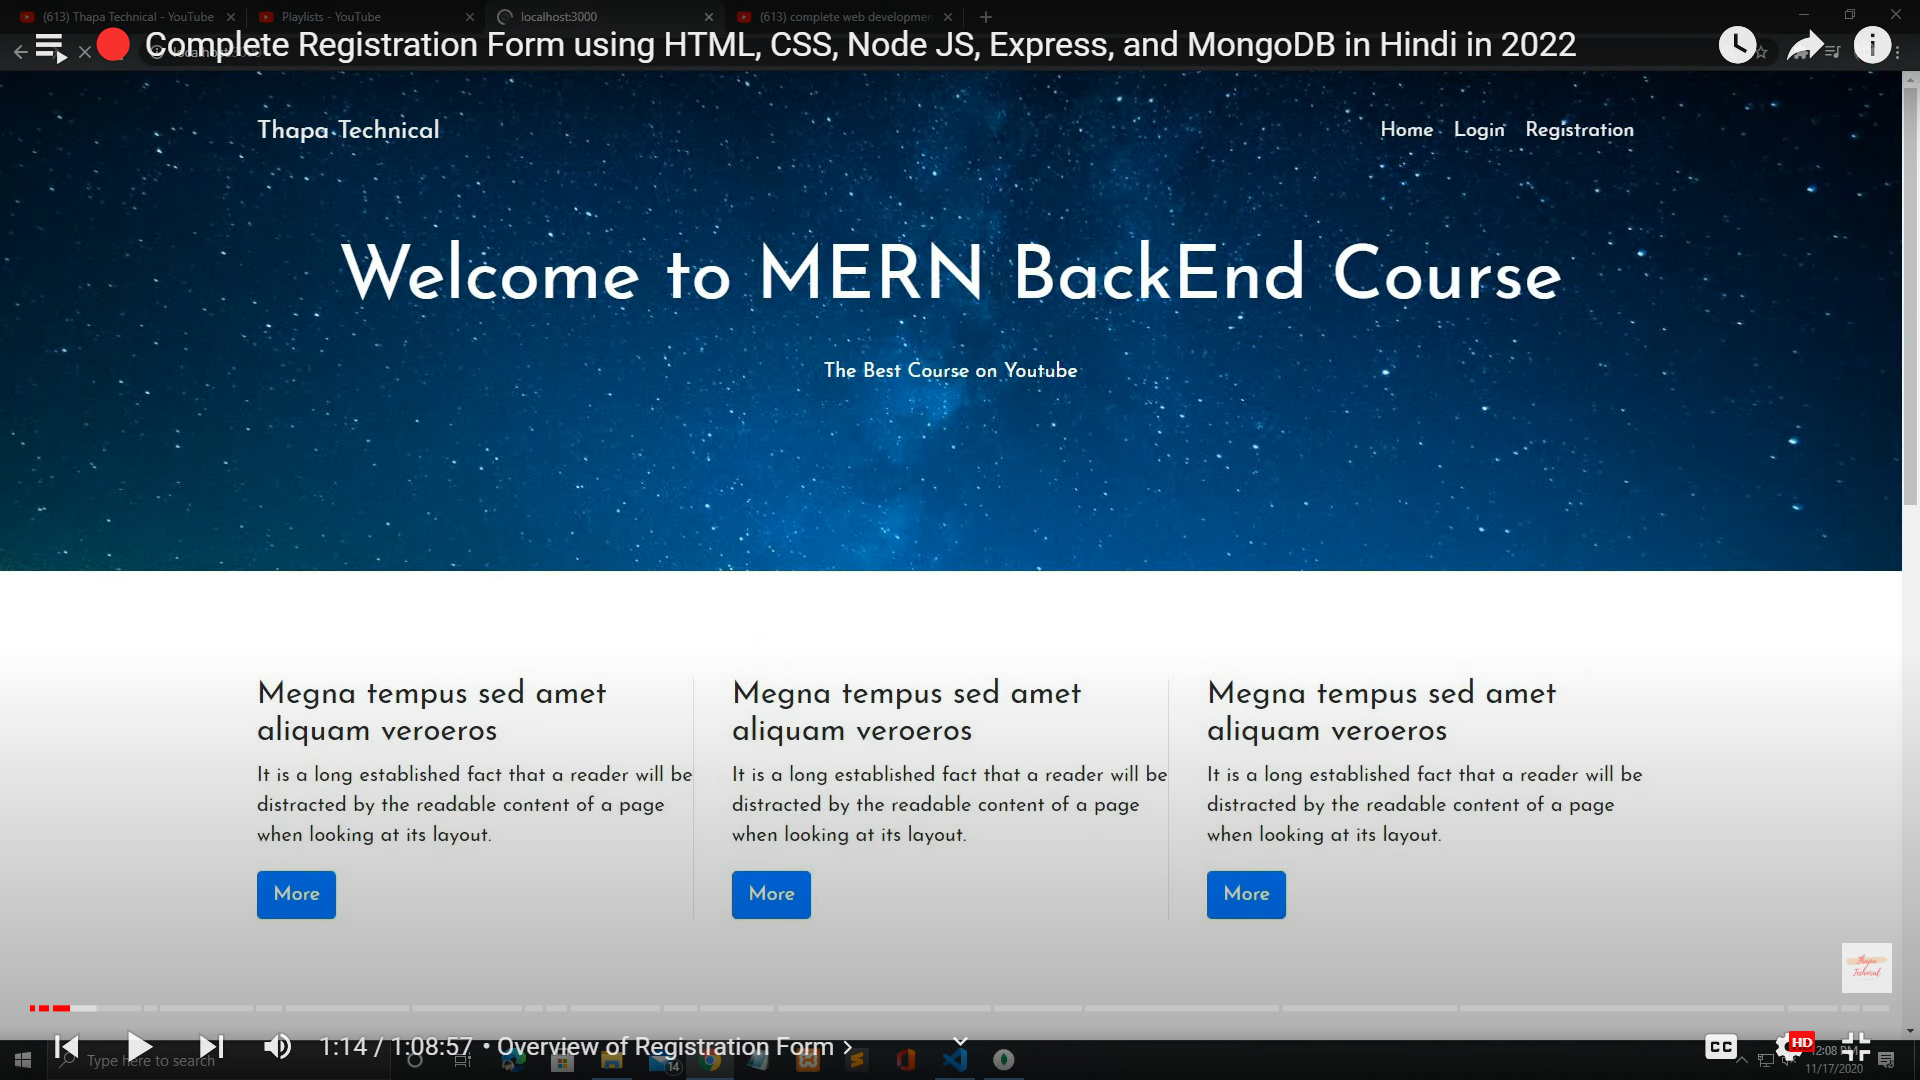 (613) Thapa Technical - YouTube
Playlists - YouTube
localhost:3000
(613) complete web developmen
Complete Registration Form using HTML, CSS, Node JS, Express, and MongoDB in Hindi in 2022
Thapa Technical
Home Login Registration
Welcome to MERN BackEnd Course
The Best Course on Youtube
Megna tempus sed amet
aliquam veroeros
It is a long established fact that a reader will be
distracted by the readable content of a page
when looking at its layout.
More
Megna tempus sed amet
aliquam veroeros
It is a long established fact that a reader will be
distracted by the readable content of a page
when looking at its layout.
More
Megna tempus sed amet
aliquam veroeros
It is a long established fact that a reader will be
distracted by the readable content of a page
when looking at its layout.
More
Thapa
Technical
1:14 / 1:08:57 • Overview of Registration Form
CC
HD
Type here to search
14
12:08 PM
11/17/2020